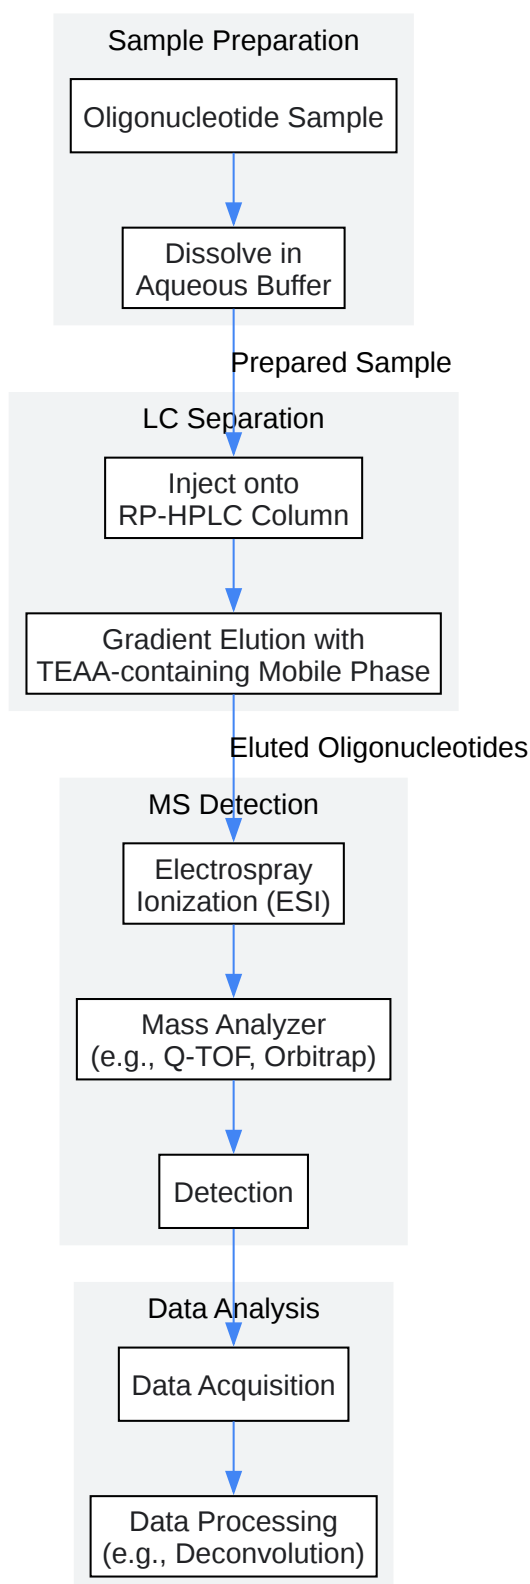 Sample Preparation
Oligonucleotide Sample
Dissolve in
Aqueous Buffer
Prepared Sample
LC Separation
Inject onto
RP-HPLC Column
Gradient Elution with
TEAA-containing Mobile Phase
Eluted Oligonucleotides
MS Detection
Electrospray
Ionization (ESI)
Mass Analyzer
(e.g., Q-TOF, Orbitrap)
Detection
Data Analysis
Data Acquisition
Data Processing
(e.g., Deconvolution)